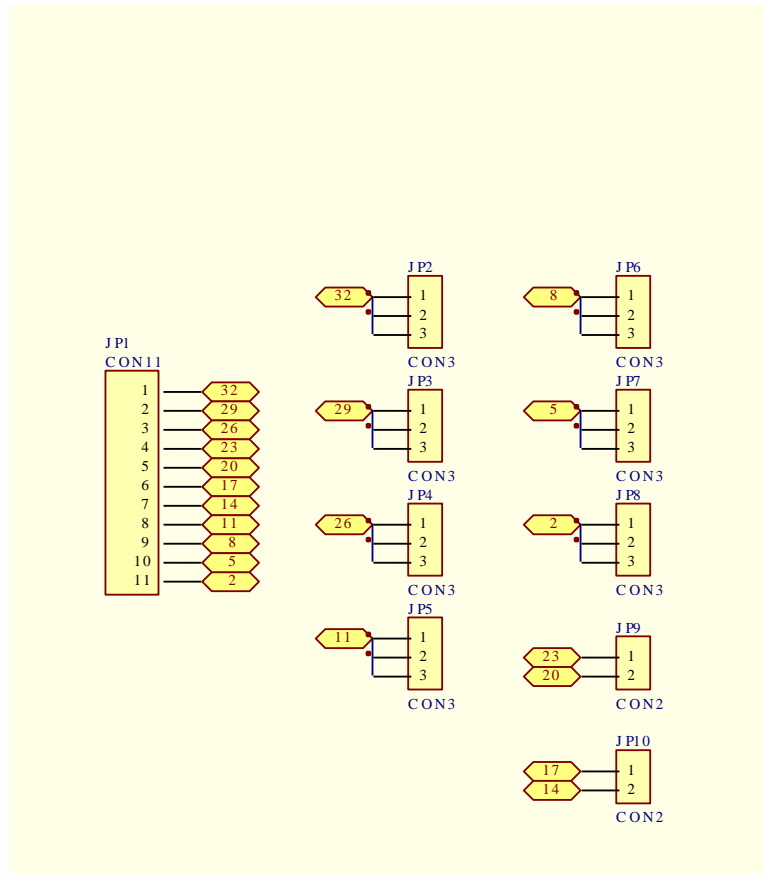 JP1
CON11
1 32
2 29
3 26
4 23
5 20
6 17
7 14
8 11
9 8
10 5
11 2
JP2
32 1
2
3
CON3
JP3
29 1
2
3
CON3
JP4
26 1
2
3
CON3
JP5
11 1
2
3
CON3
JP6
8 1
2
3
CON3
JP7
5 1
2
3
CON3
JP8
2 1
2
3
CON3
JP9
23 1
20 2
CON2
JP10
17 1
14 2
CON2